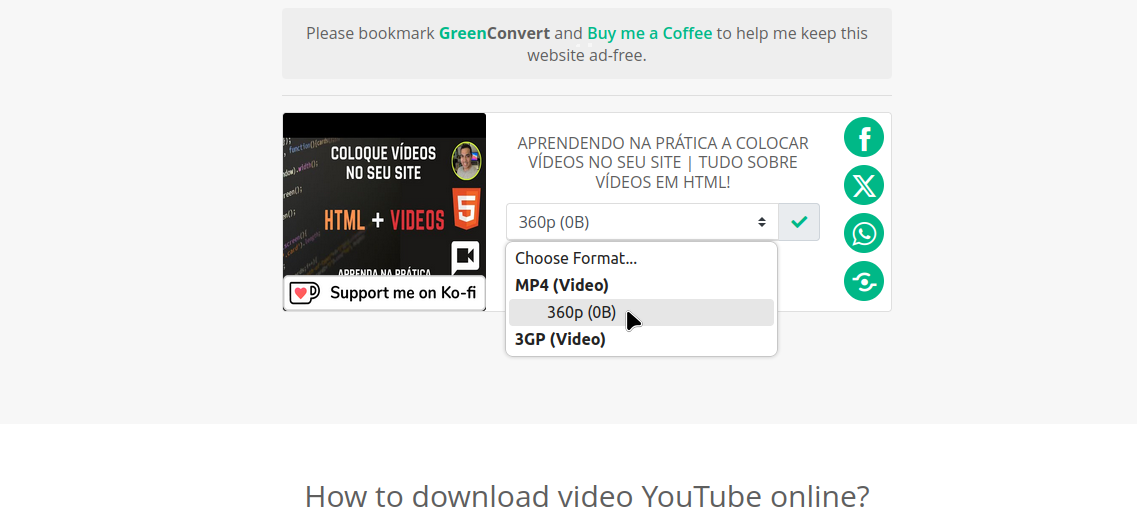 Please bookmark GreenConvert and Buy me a Coffee to help me keep this
website ad-free.
COLOQUE VÍDEOS
NO SEU SITE
HTML + VIDEOS
APRENDA NA PRÁTICA
Support me on Ko-fi
APRENDENDO NA PRÁTICA A COLOCAR
VÍDEOS NO SEU SITE | TUDO SOBRE
VÍDEOS EM HTML!
360p (0B)
Choose Format...
MP4 (Video)
360p (0B)
3GP (Video)
How to download video YouTube online?